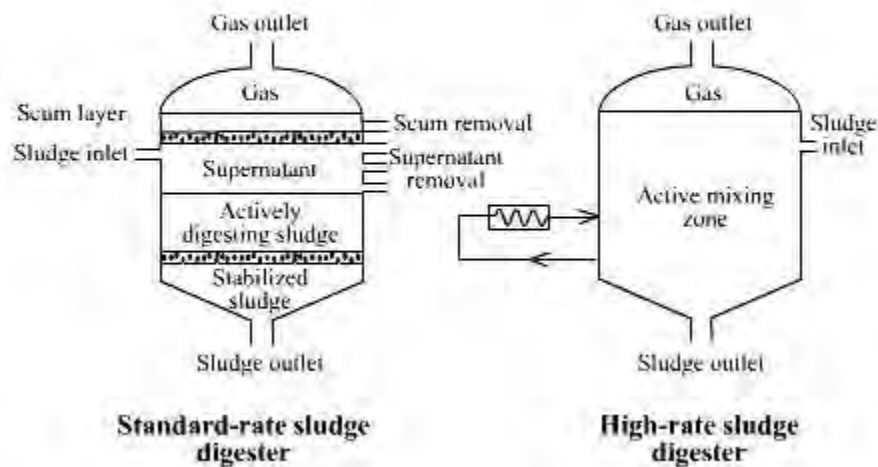 Gas outlet
Gas
Scum layer
Scum removal
Sludge inlet
Supernatant
Supernatant
removal
Actively
digesting sludge
Stabilized
sludge
Sludge outlet
Standard-rate sludge
digester
Gas outlet
Gas
Sludge
inlet
Active mixing
zone
Sludge outlet
High-rate sludge
digester